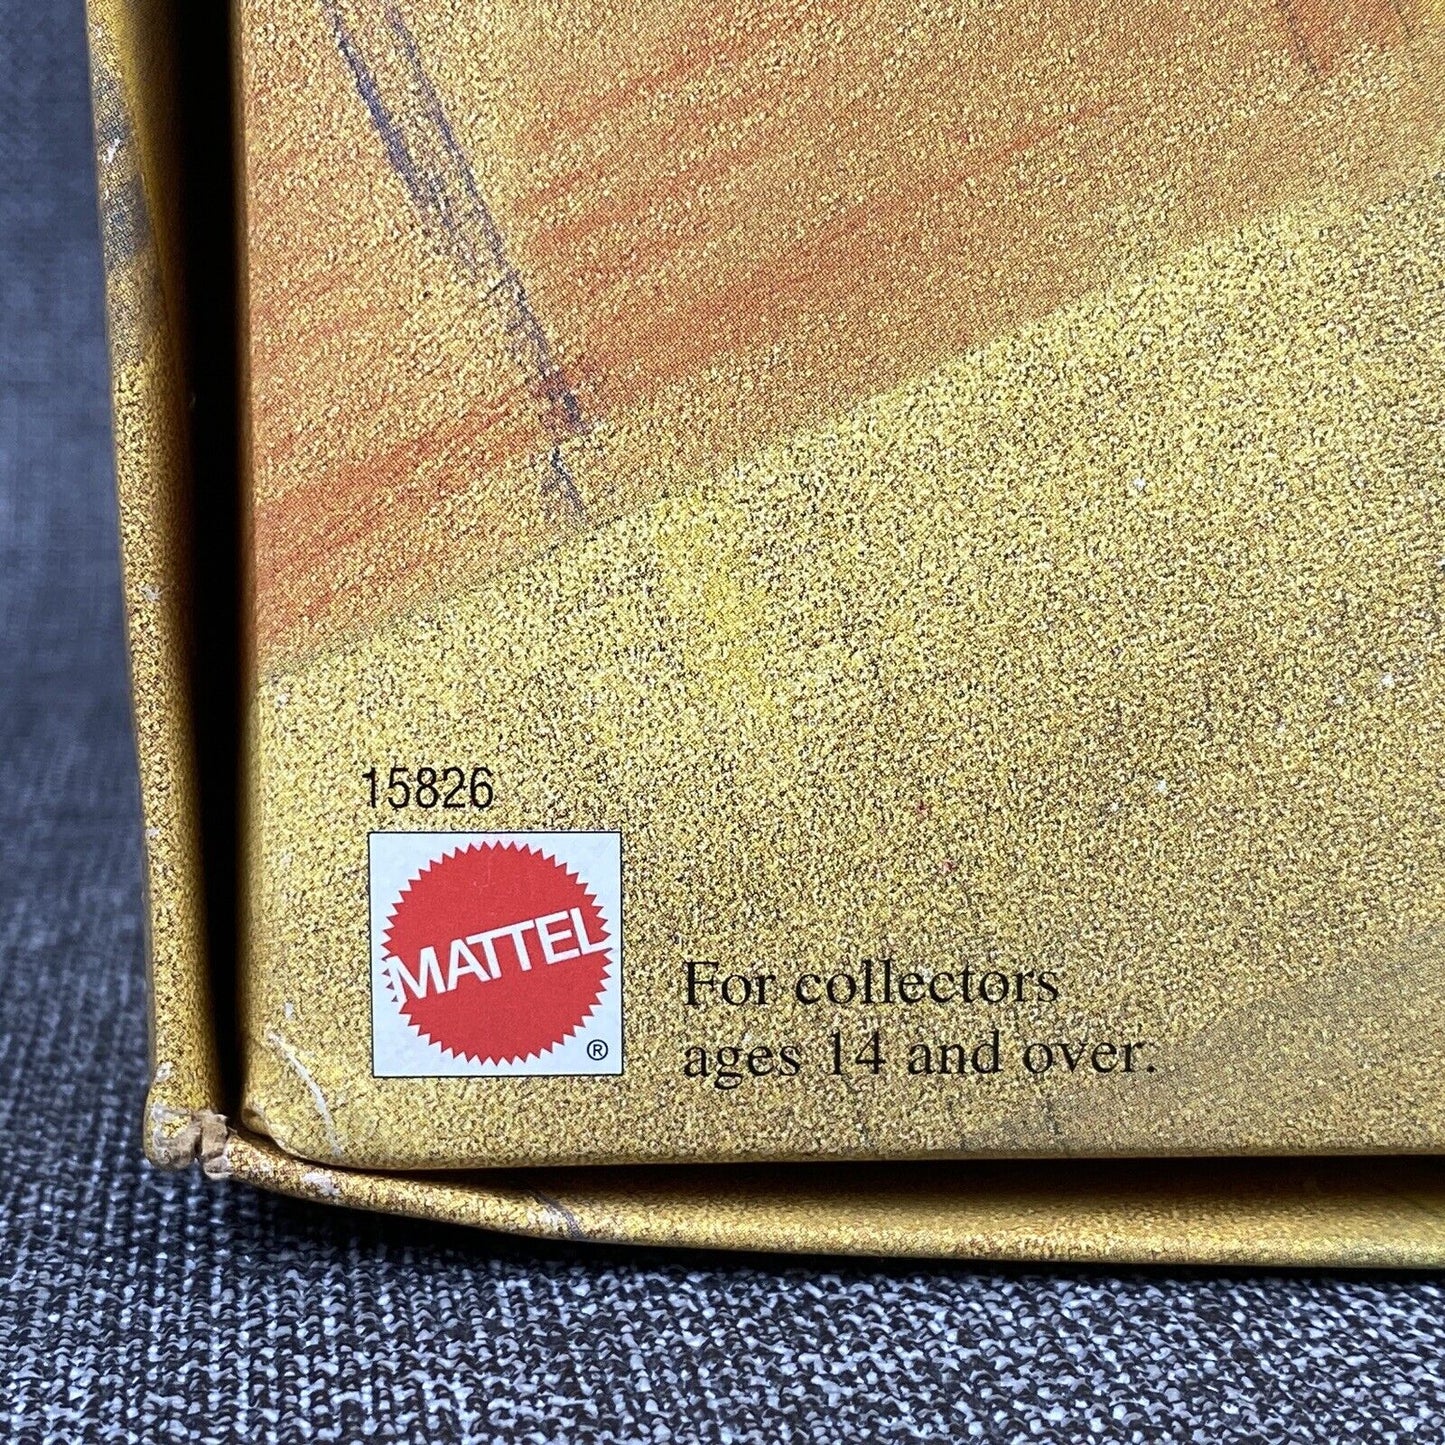 15826
MATTEL
®
For collectors
ages 14 and over.